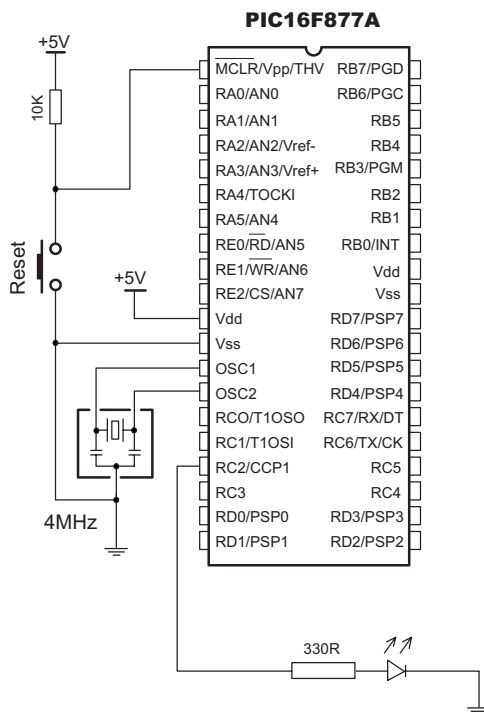 PIC16F877A
+5V
10K
Reset
+5V
4MHz
MCLR/Vpp/THV RB7/PGD
RA0/AN0 RB6/PGC
RA1/AN1 RB5
RA2/AN2/Vref- RB4
RA3/AN3/Vref+ RB3/PGM
RA4/TOCKI RB2
RA5/AN4 RB1
RE0/RD/AN5 RB0/INT
RE1/WR/AN6 Vdd
RE2/CS/AN7 Vss
Vdd RD7/PSP7
Vss RD6/PSP6
OSC1 RD5/PSP5
OSC2 RD4/PSP4
RCO/T1OSO RC7/RX/DT
RC1/T1OSI RC6/TX/CK
RC2/CCP1 RC5
RC3 RC4
RD0/PSP0 RD3/PSP3
RD1/PSP1 RD2/PSP2
330R